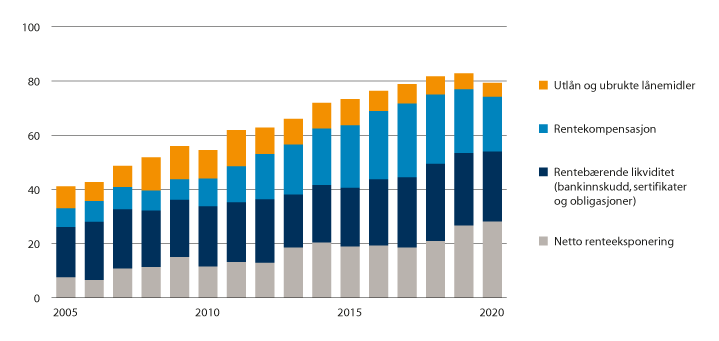 100
80
60
40
20
0
2005
2010
2015
2020
Utlån og ubrukte lånemidler
Rentekompensasjon
Rentebærende likviditet
(bankinnskudd, sertifikater
og obligasjoner)
Netto renteeksponering